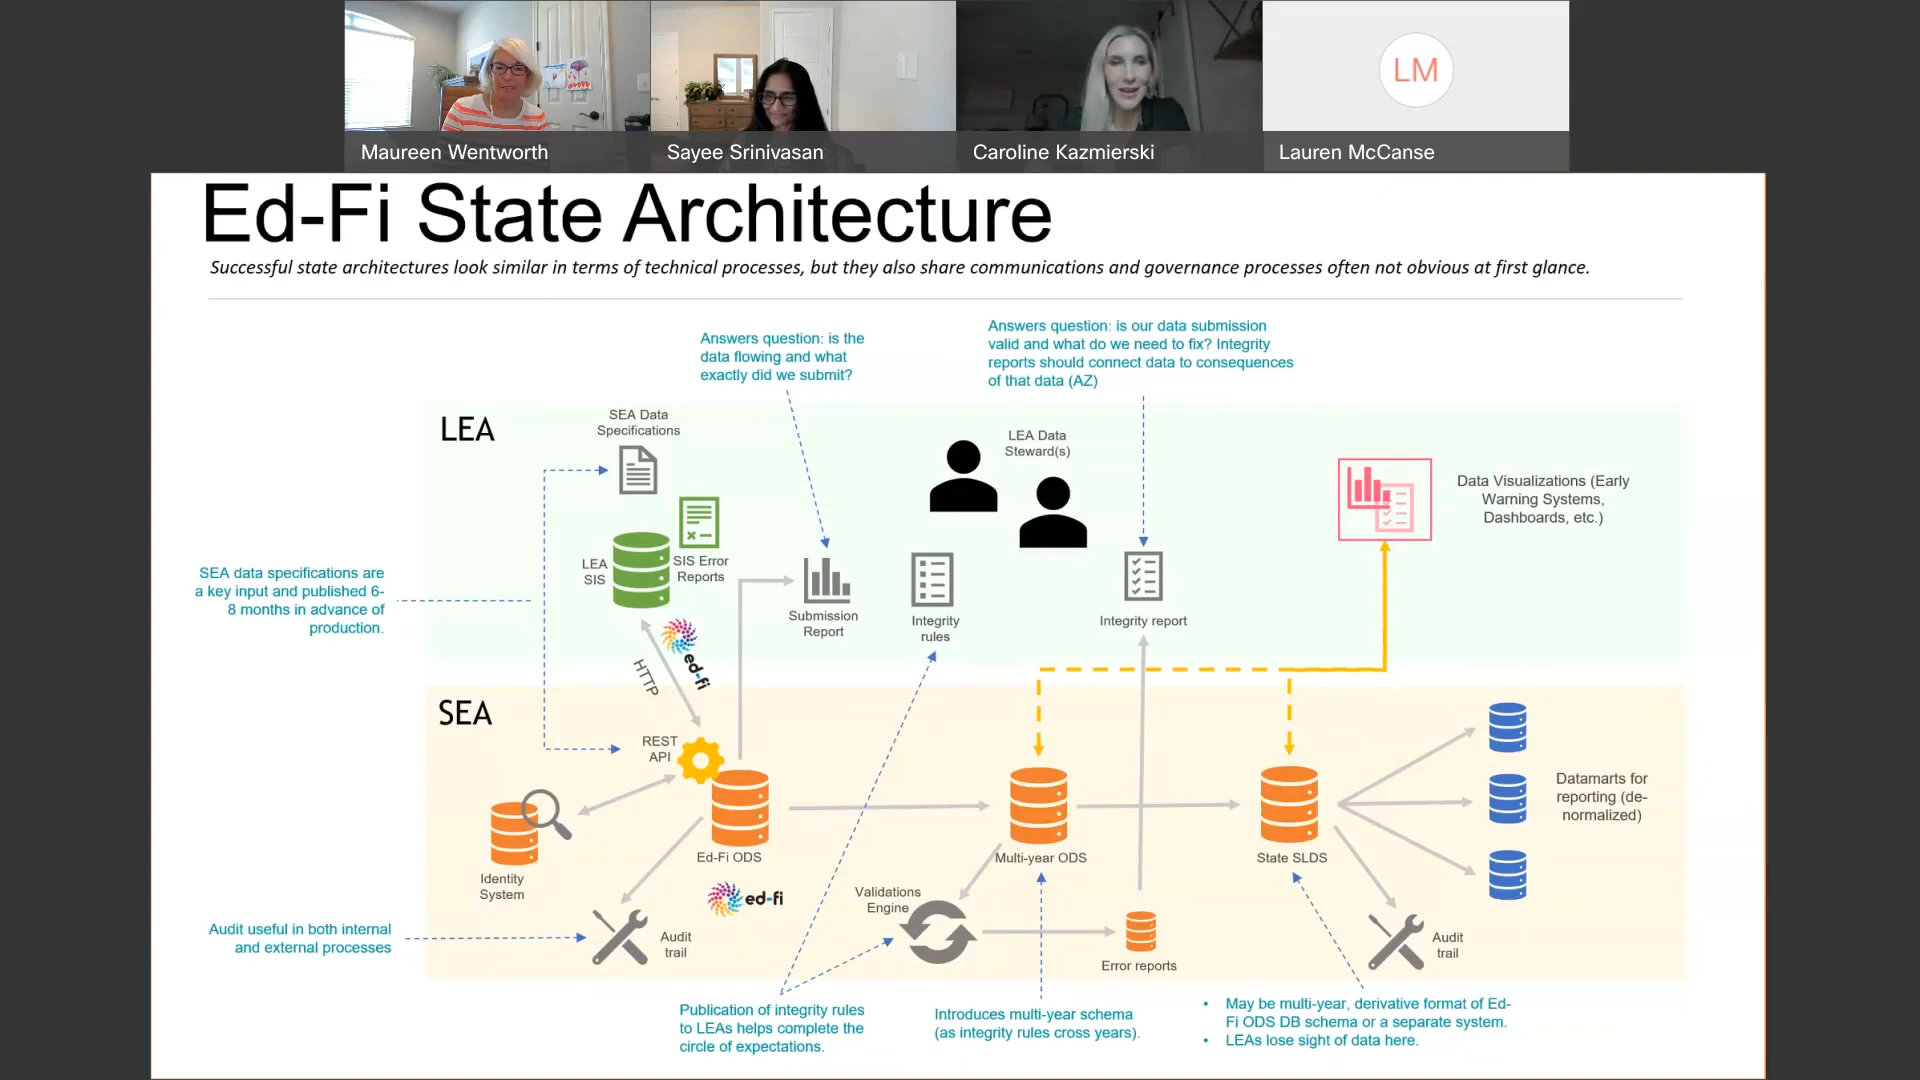 Maureen Wentworth
Sayee Srinivasan
Caroline Kazmierski
LM
Lauren McCanse
Ed-Fi State Architecture
Successful state architectures look similar in terms of technical processes, but they also share communications and governance processes often not obvious at first glance.
Answers question: is the
data flowing and what
exactly did we submit?
Answers question: is our data submission
valid and what do we need to fix? Integrity
reports should connect data to consequences
of that data (AZ)
LEA
SEA Data
Specifications
LEA Data
Steward(s)
Data Visualizations (Early
Warning Systems,
Dashboards, etc.)
LEA
SIS
SIS Error
Reports
SEA data specifications are
a key input and published 6-
8 months in advance of
production.
Submission
Report
Integrity
rules
Integrity report
HTTP
ed-fi
SEA
REST
API
Identity
System
Ed-Fi ODS
ed-fi
Multi-year ODS
State SLDS
Datamarts for
reporting (de-
normalized)
Validations
Engine
Audit useful in both internal
and external processes
Audit
trail
Error reports
Audit
trail
Publication of integrity rules
to LEAs helps complete the
circle of expectations.
Introduces multi-year schema
(as integrity rules cross years).
• May be multi-year, derivative format of Ed-
Fi ODS DB schema or a separate system.
• LEAs lose sight of data here.